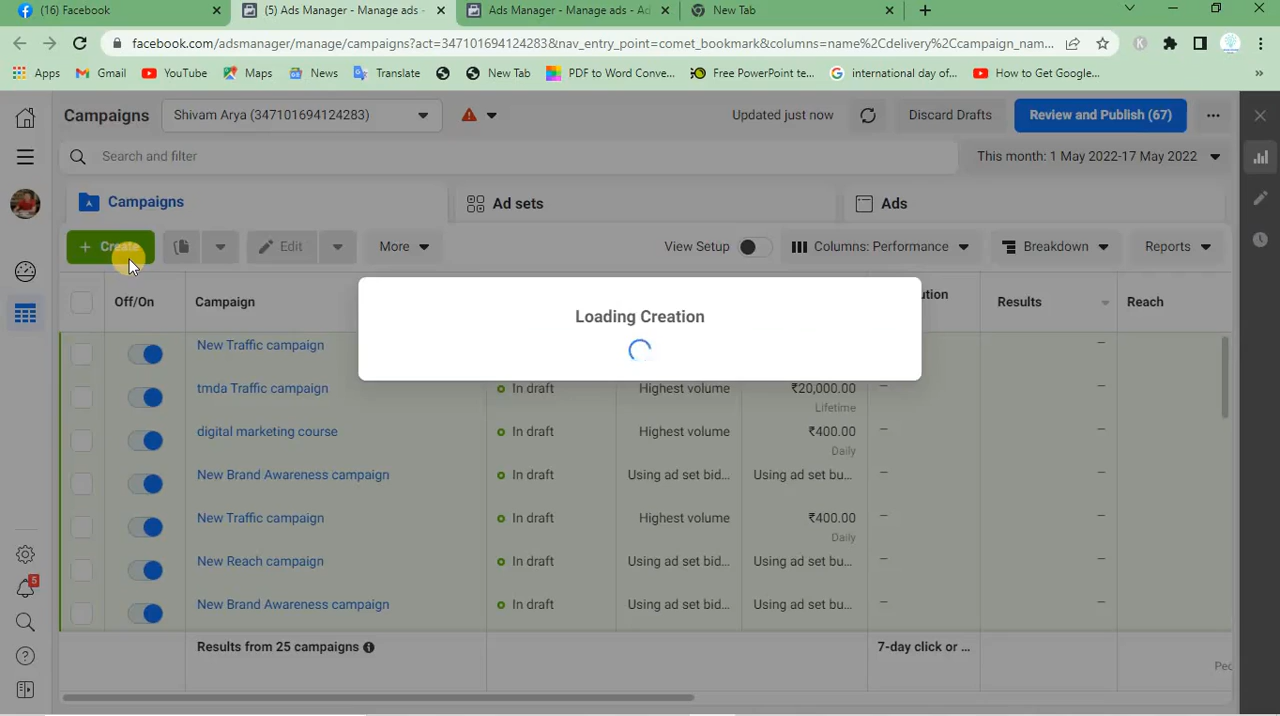 (16) Facebook
(5) Ads Manager - Manage ads -
Ads Manager - Manage ads - Ad
New Tab
facebook.com/adsmanager/manage/campaigns?act=347101694124283&nav_entry_point=comet_bookmark&columns=name%2Cdelivery%2Ccampaign_nam...
Apps
Gmail
YouTube
Maps
News
Translate
New Tab
PDF to Word Conve...
Free PowerPoint te...
international day of...
How to Get Google...
»
Campaigns
Shivam Arya (347101694124283)
Updated just now
Discard Drafts
Review and Publish (67)
Search and filter
This month: 1 May 2022-17 May 2022
Campaigns
Ad sets
Ads
+ Create
Edit
More
View Setup
Columns: Performance
Breakdown
Reports
Off/On
Campaign
Results
Reach
Loading Creation
New Traffic campaign
–
–
tmda Traffic campaign
In draft
Highest volume
₹20,000.00
Lifetime
–
–
digital marketing course
In draft
Highest volume
₹400.00
Daily
–
–
New Brand Awareness campaign
In draft
Using ad set bid...
Using ad set bu...
–
–
New Traffic campaign
In draft
Highest volume
₹400.00
Daily
–
–
New Reach campaign
In draft
Using ad set bid...
Using ad set bu...
–
–
New Brand Awareness campaign
In draft
Using ad set bid...
Using ad set bu...
–
–
5
Results from 25 campaigns
7-day click or ...